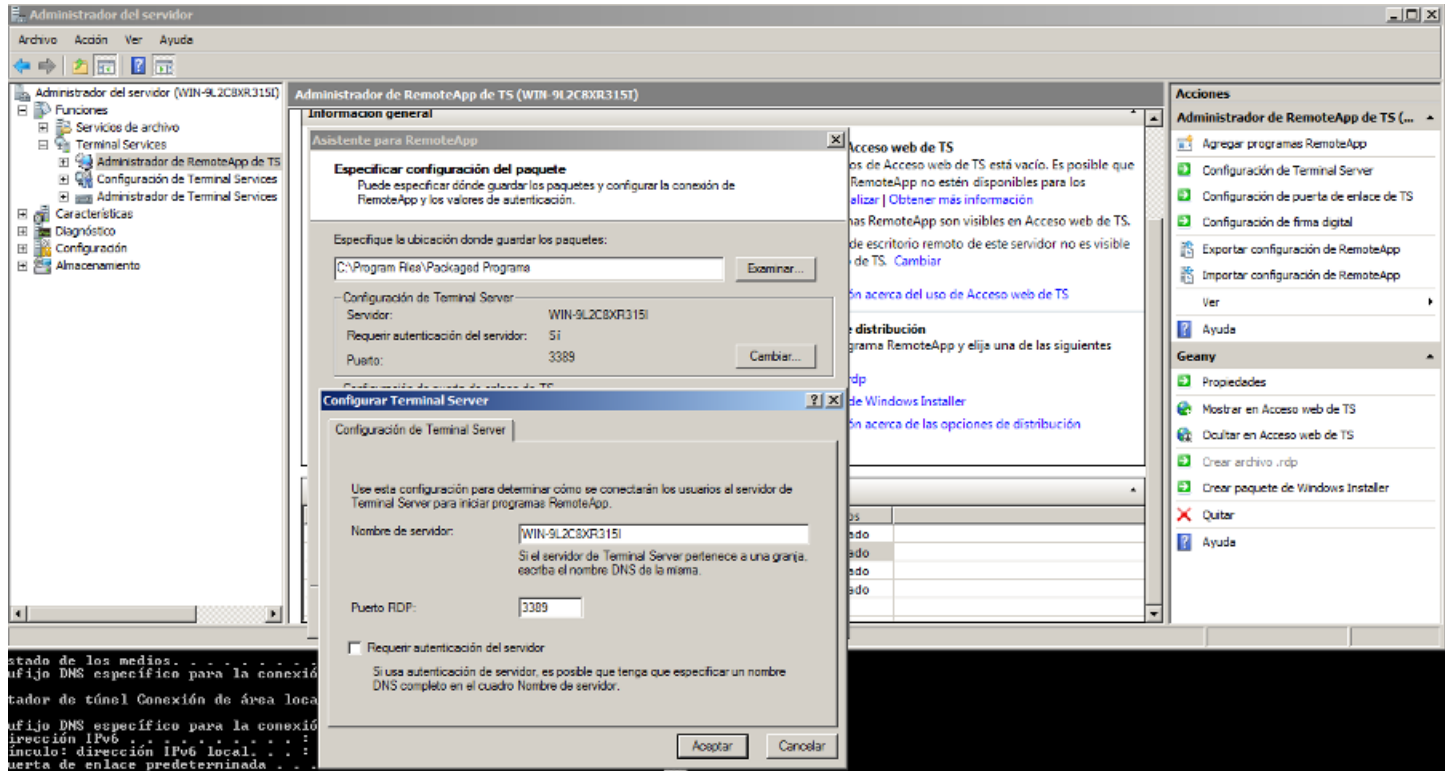 Administrador del servidor
Archivo Acción Ver Ayuda
Administrador del servidor (WIN-9L2C8XR315I)
Funciones
Servicios de archivo
Terminal Services
Administrador de RemoteApp de TS
Configuración de Terminal Services
Administrador de Terminal Services
Características
Diagnóstico
Configuración
Almacenamiento
Administrador de RemoteApp de TS (WIN-9L2C8XR315I)
Información general
Asistente para RemoteApp
Especificar configuración del paquete
Puede especificar dónde guardar los paquetes y configurar la conexión de
RemoteApp y los valores de autenticación.
Especifique la ubicación donde guardar los paquetes:
C:\Program Files\Packaged Programs
Examinar...
Configuración de Terminal Server
Servidor: WIN-9L2C8XR315I
Requerir autenticación del servidor: Sí
Puerto: 3389
Cambiar...
Configuración de puerta de enlace de TS
Configurar Terminal Server
Configuración de Terminal Server
Use esta configuración para determinar cómo se conectarán los usuarios al servidor de
Terminal Server para iniciar programas RemoteApp.
Nombre de servidor: WIN-9L2C8XR315I
Si el servidor de Terminal Server pertenece a una granja,
escriba el nombre DNS de la misma.
Puerto RDP: 3389
Requerir autenticación del servidor
Si usa autenticación de servidor, es posible que tenga que especificar un nombre
DNS completo en el cuadro Nombre de servidor.
Aceptar Cancelar
Acceso web de TS
os de Acceso web de TS está vacío. Es posible que
RemoteApp no estén disponibles para los
alizar | Obtener más información
nas RemoteApp son visibles en Acceso web de TS.
de escritorio remoto de este servidor no es visible
de TS. Cambiar
ón acerca del uso de Acceso web de TS
e distribución
grama RemoteApp y elija una de las siguientes
rdp
de Windows Installer
ón acerca de las opciones de distribución
os
ado
ado
ado
ado
Acciones
Administrador de RemoteApp de TS (...
Agregar programas RemoteApp
Configuración de Terminal Server
Configuración de puerta de enlace de TS
Configuración de firma digital
Exportar configuración de RemoteApp
Importar configuración de RemoteApp
Ver
Ayuda
Geany
Propiedades
Mostrar en Acceso web de TS
Ocultar en Acceso web de TS
Crear archivo .rdp
Crear paquete de Windows Installer
Quitar
Ayuda
stado de los medios. . . . . . . . .
ufijo DNS específico para la conexió
tador de túnel Conexión de área loca
ufijo DNS específico para la conexió
irección IPv6 . . . . . . . . . . :
ínculo: dirección IPv6 local. . . :
uerta de enlace predeterminada . . .